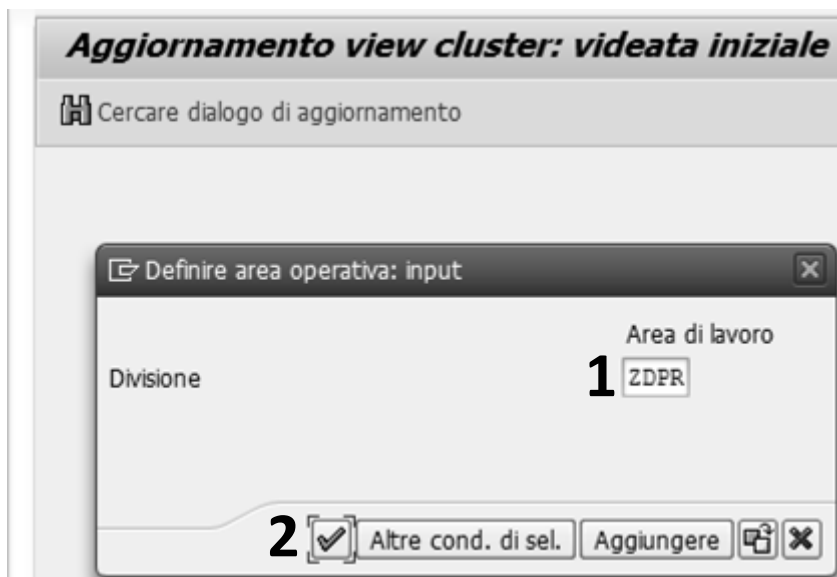 Aggiornamento view cluster: videata iniziale
Cercare dialogo di aggiornamento
Definire area operativa: input
Area di lavoro
Divisione 1 ZDPR
2 Altre cond. di sel. Aggiungere